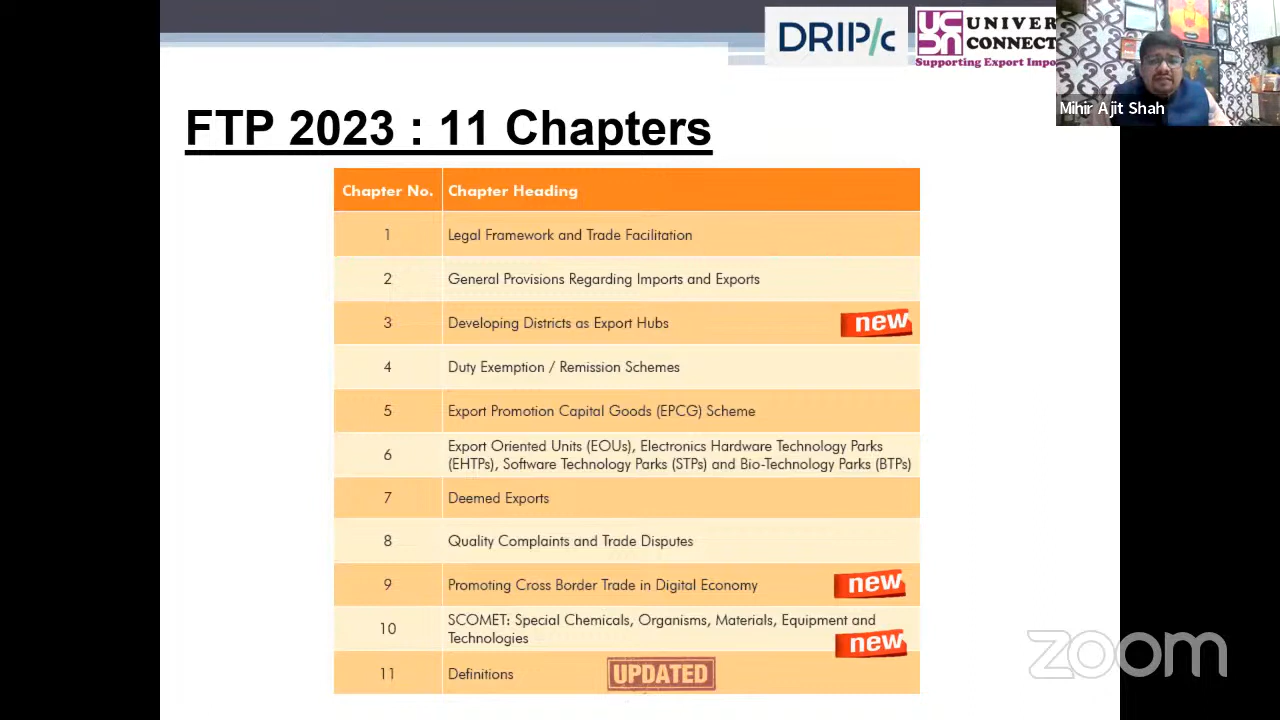 DRIP/c
UNIVER
CONNECT
Supporting Export Impo
Mihir Ajit Shah
FTP 2023 : 11 Chapters
Chapter No. Chapter Heading
1 Legal Framework and Trade Facilitation
2 General Provisions Regarding Imports and Exports
3 Developing Districts as Export Hubs new
4 Duty Exemption / Remission Schemes
5 Export Promotion Capital Goods (EPCG) Scheme
6 Export Oriented Units (EOUs), Electronics Hardware Technology Parks
(EHTPs), Software Technology Parks (STPs) and Bio-Technology Parks (BTPs)
7 Deemed Exports
8 Quality Complaints and Trade Disputes
9 Promoting Cross Border Trade in Digital Economy new
10 SCOMET: Special Chemicals, Organisms, Materials, Equipment and
Technologies new
11 Definitions UPDATED
zoom